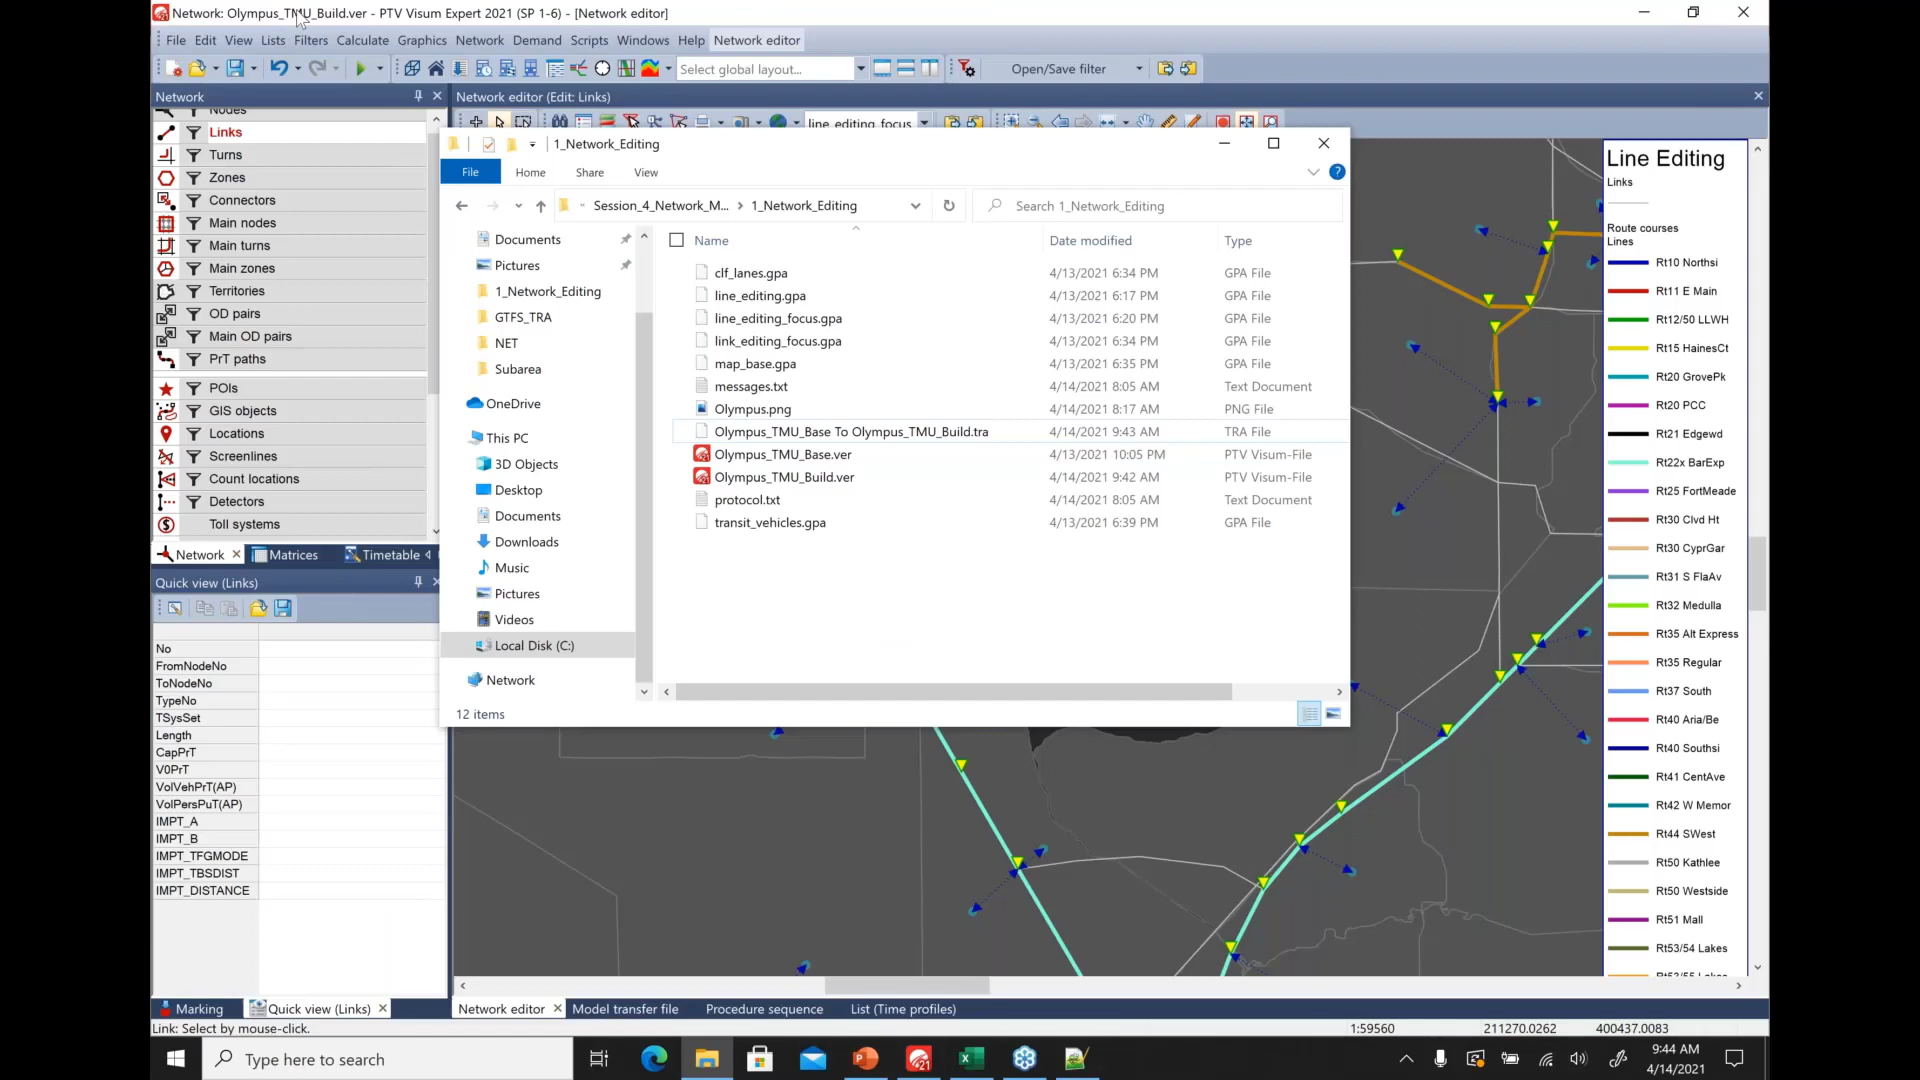 Network: Olympus_TMU_Build.ver - PTV Visum Expert 2021 (SP 1-6) - [Network editor]
File Edit View Lists Filters Calculate Graphics Network Demand Scripts Windows Help Network editor
Select global layout...
Open/Save filter
Network
Network editor (Edit: Links)
line_editing_focus
Nodes
Links
Turns
Zones
Connectors
Main nodes
Main turns
Main zones
Territories
OD pairs
Main OD pairs
PrT paths
POIs
GIS objects
Locations
Screenlines
Count locations
Detectors
Toll systems
Network Matrices Timetable
Quick view (Links)
No
FromNodeNo
ToNodeNo
TypeNo
TSysSet
Length
CapPrT
V0PrT
VolVehPrT(AP)
VolPersPuT(AP)
IMPT_A
IMPT_B
IMPT_TFGMODE
IMPT_TBSDIST
IMPT_DISTANCE
Marking Quick view (Links)
1_Network_Editing
File Home Share View
Session_4_Network_M... 1_Network_Editing
Search 1_Network_Editing
Documents
Pictures
1_Network_Editing
GTFS_TRA
NET
Subarea
OneDrive
This PC
3D Objects
Desktop
Documents
Downloads
Music
Pictures
Videos
Local Disk (C:)
Network
Name Date modified Type
clf_lanes.gpa 4/13/2021 6:34 PM GPA File
line_editing.gpa 4/13/2021 6:17 PM GPA File
line_editing_focus.gpa 4/13/2021 6:20 PM GPA File
link_editing_focus.gpa 4/13/2021 6:34 PM GPA File
map_base.gpa 4/13/2021 6:35 PM GPA File
messages.txt 4/14/2021 8:05 AM Text Document
Olympus.png 4/14/2021 8:17 AM PNG File
Olympus_TMU_Base To Olympus_TMU_Build.tra 4/14/2021 9:43 AM TRA File
Olympus_TMU_Base.ver 4/13/2021 10:05 PM PTV Visum-File
Olympus_TMU_Build.ver 4/14/2021 9:42 AM PTV Visum-File
protocol.txt 4/14/2021 8:05 AM Text Document
transit_vehicles.gpa 4/13/2021 6:39 PM GPA File
12 items
Line Editing
Links
Route courses
Lines
Rt10 Northsi
Rt11 E Main
Rt12/50 LLWH
Rt15 HainesCt
Rt20 GrovePk
Rt20 PCC
Rt21 Edgewd
Rt22x BarExp
Rt25 FortMeade
Rt30 Clvd Ht
Rt30 CyprGar
Rt31 S FlaAv
Rt32 Medulla
Rt35 Alt Express
Rt35 Regular
Rt37 South
Rt40 Aria/Be
Rt40 Southsi
Rt41 CentAve
Rt42 W Memor
Rt44 SWest
Rt50 Kathlee
Rt50 Westside
Rt51 Mall
Rt53/54 Lakes
Rt53/55 Lakes
Network editor Model transfer file Procedure sequence List (Time profiles)
Link: Select by mouse-click.
1:59560 211270.0262 400437.0083
Type here to search
9:44 AM
4/14/2021